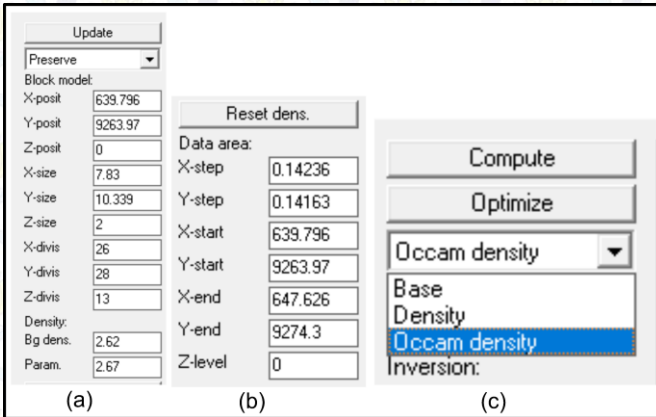 Update
Preserve
Block model:
X-posit 639.796
Y-posit 9263.97
Z-posit 0
X-size 7.83
Y-size 10.339
Z-size 2
X-divis 26
Y-divis 28
Z-divis 13
Density:
Bg dens. 2.62
Param. 2.67
(a)
Reset dens.
Data area:
X-step 0.14236
Y-step 0.14163
X-start 639.796
Y-start 9263.97
X-end 647.626
Y-end 9274.3
Z-level 0
(b)
Compute
Optimize
Occam density
Base
Density
Occam density
Inversion:
(c)